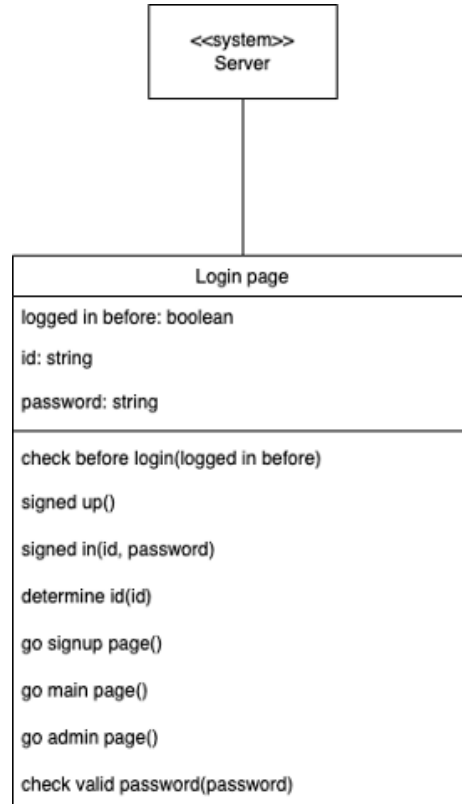 <<system>>
Server
Login page
logged in before: boolean
id: string
password: string
check before login(logged in before)
signed up()
signed in(id, password)
determine id(id)
go signup page()
go main page()
go admin page()
check valid password(password)